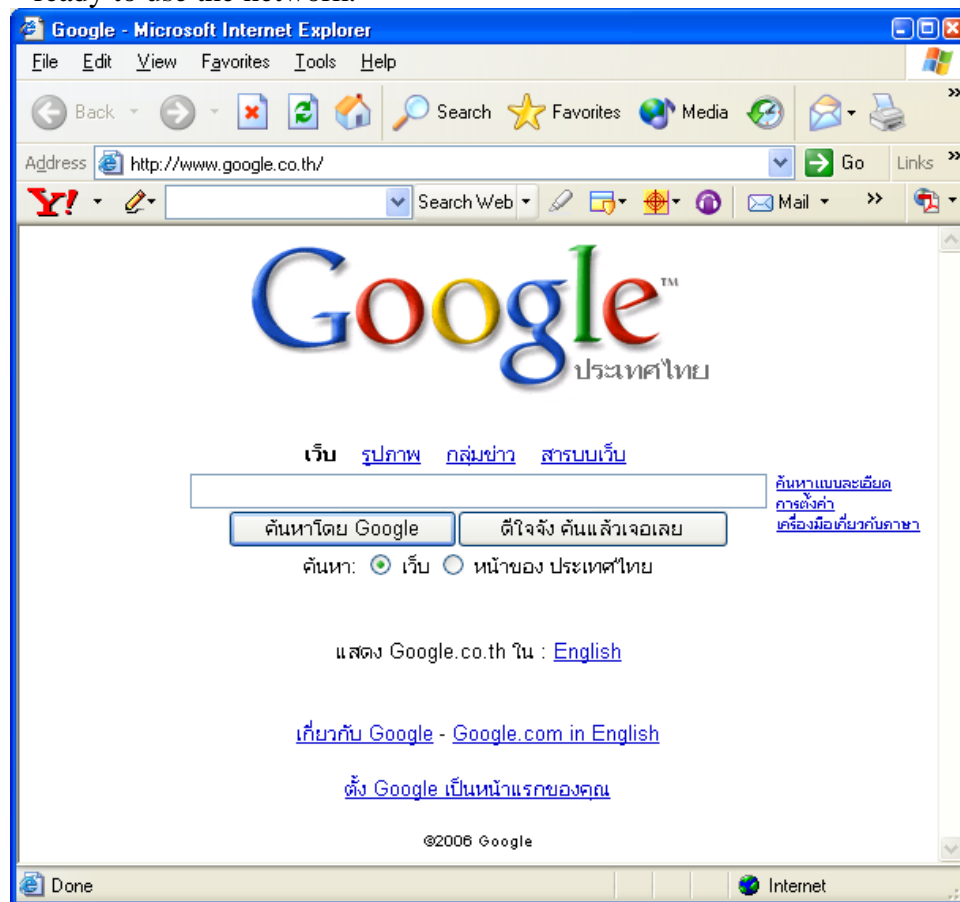 ready to use the network.
Google - Microsoft Internet Explorer
File Edit View Favorites Tools Help
Back Search Favorites Media »
Address http://www.google.co.th/ Go Links »
Y! Search Web Mail »
Google™
ประเทศไทย
เว็บ รูปภาพ กลุ่มข่าว สารบบเว็บ
ค้นหาแบบละเอียด
การตั้งค่า
เครื่องมือเกี่ยวกับภาษา
ค้นหาโดย Google ดีใจจัง ค้นแล้วเจอเลย
ค้นหา: เว็บ หน้าของ ประเทศไทย
แสดง Google.co.th ใน : English
เกี่ยวกับ Google - Google.com in English
ตั้ง Google เป็นหน้าแรกของคุณ
©2006 Google
Done Internet